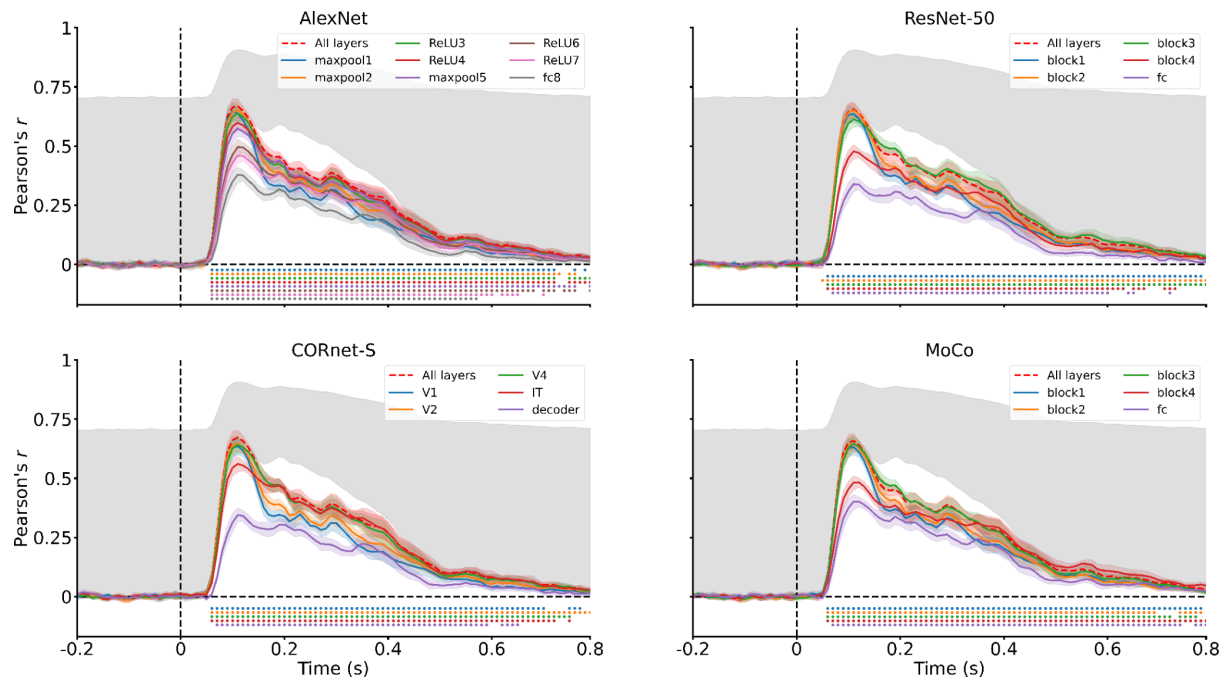 AlexNet
1
0.75
0.5
0.25
0
Pearson's r
All layers
maxpool1
maxpool2
ReLU3
ReLU4
maxpool5
ReLU6
ReLU7
fc8
ResNet-50
All layers
block1
block2
block3
block4
fc
CORnet-S
1
0.75
0.5
0.25
0
Pearson's r
All layers
V1
V2
V4
IT
decoder
-0.2
0
0.2
0.4
0.6
0.8
Time (s)
MoCo
All layers
block1
block2
block3
block4
fc
-0.2
0
0.2
0.4
0.6
0.8
Time (s)